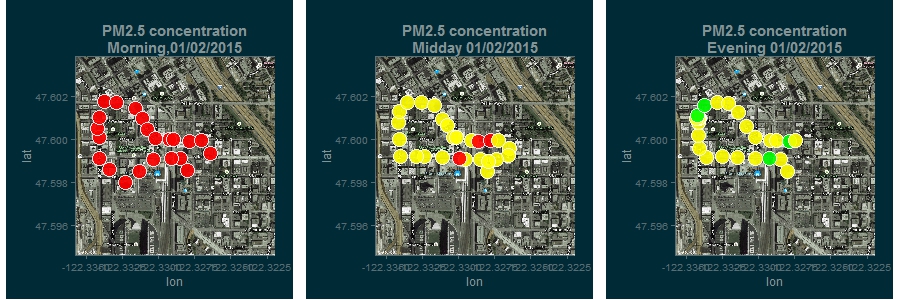 PM2.5 concentration
Morning,01/02/2015
lat
47.602
47.600
47.598
47.596
-122.3350 -122.3325 -122.3300 -122.3275 -122.3250 -122.3225
lon
PM2.5 concentration
Midday 01/02/2015
lat
47.602
47.600
47.598
47.596
-122.3350 -122.3325 -122.3300 -122.3275 -122.3250 -122.3225
lon
PM2.5 concentration
Evening 01/02/2015
lat
47.602
47.600
47.598
47.596
-122.3350 -122.3325 -122.3300 -122.3275 -122.3250 -122.3225
lon